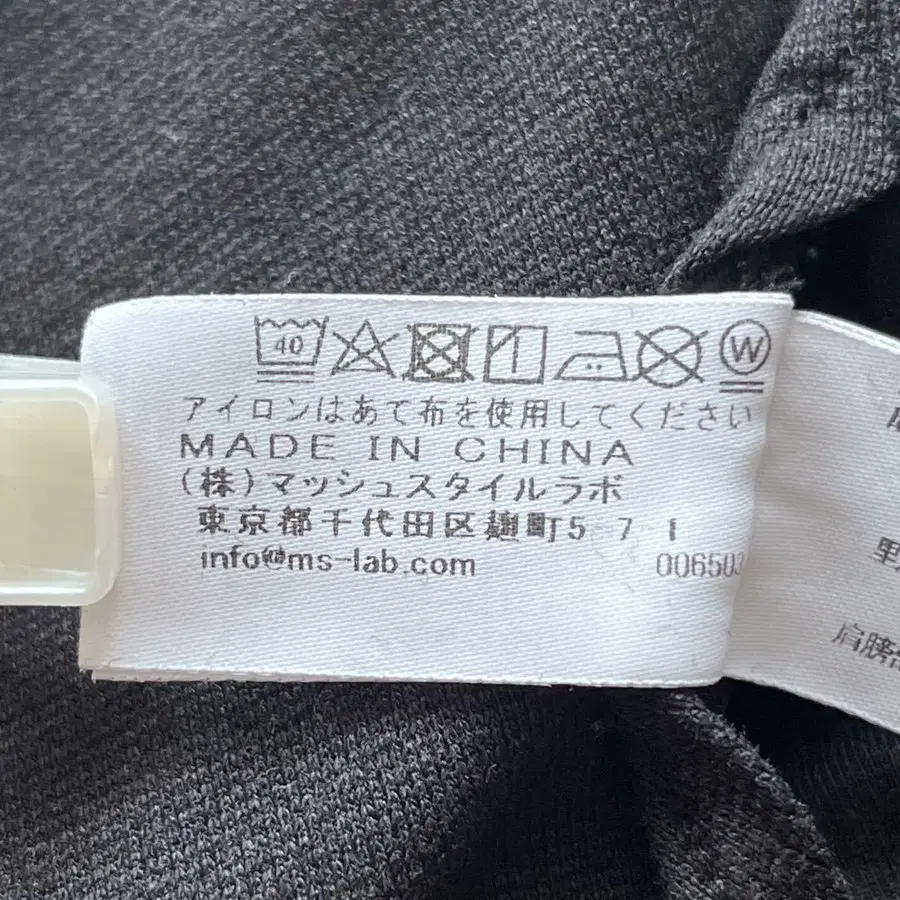 40
W
アイロンはあて布を使用してください
MADE IN CHINA
(株)マッシュスタイルラボ
東京都千代田区麹町5 7 1
info@ms-lab.com
006503
肩膀